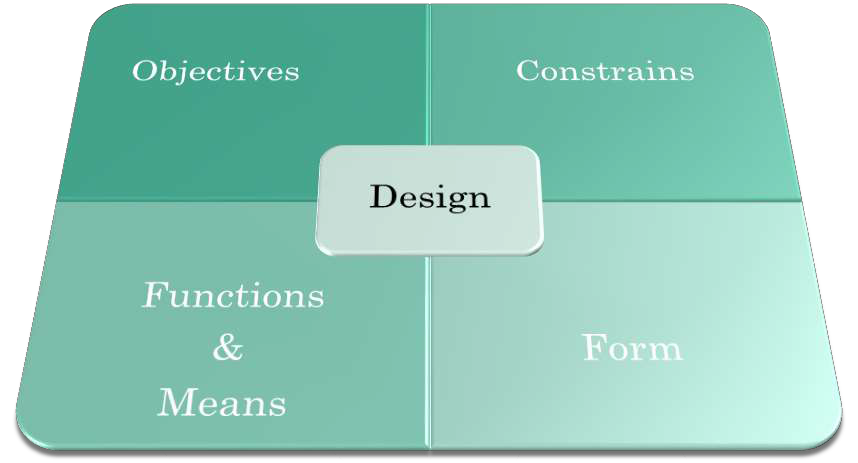 Objectives
Constrains
Design
Functions
&
Means
Form